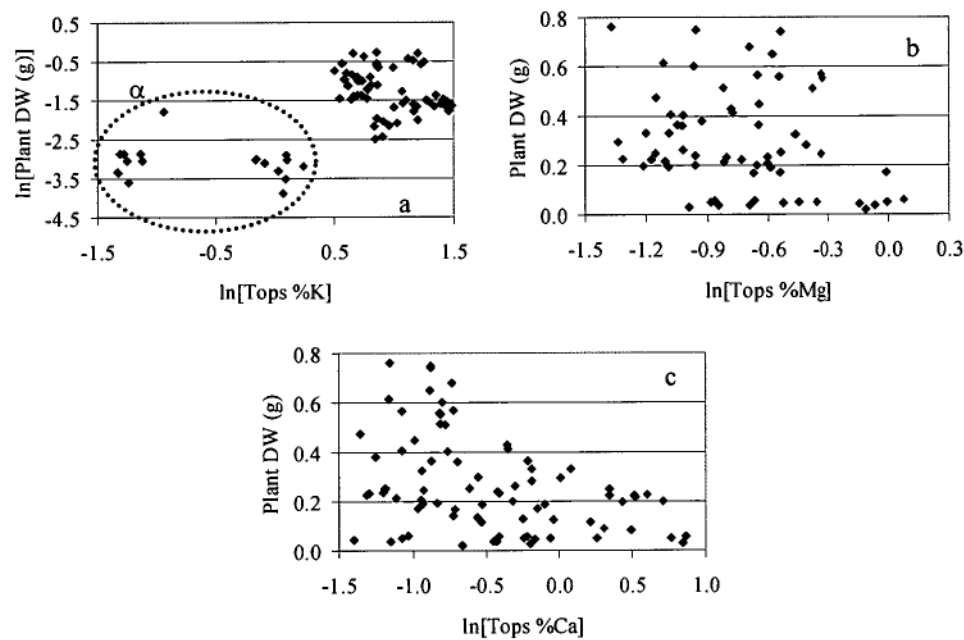 ln[Plant DW (g)]
0.5
-0.5
-1.5
-2.5
-3.5
-4.5
α
a
-1.5 -0.5 0.5 1.5
ln[Tops %K]
Plant DW (g)
0.8
0.6
0.4
0.2
0.0
b
-1.5 -1.2 -0.9 -0.6 -0.3 0.0 0.3
ln[Tops %Mg]
Plant DW (g)
0.8
0.6
0.4
0.2
0.0
c
-1.5 -1.0 -0.5 0.0 0.5 1.0
ln[Tops %Ca]